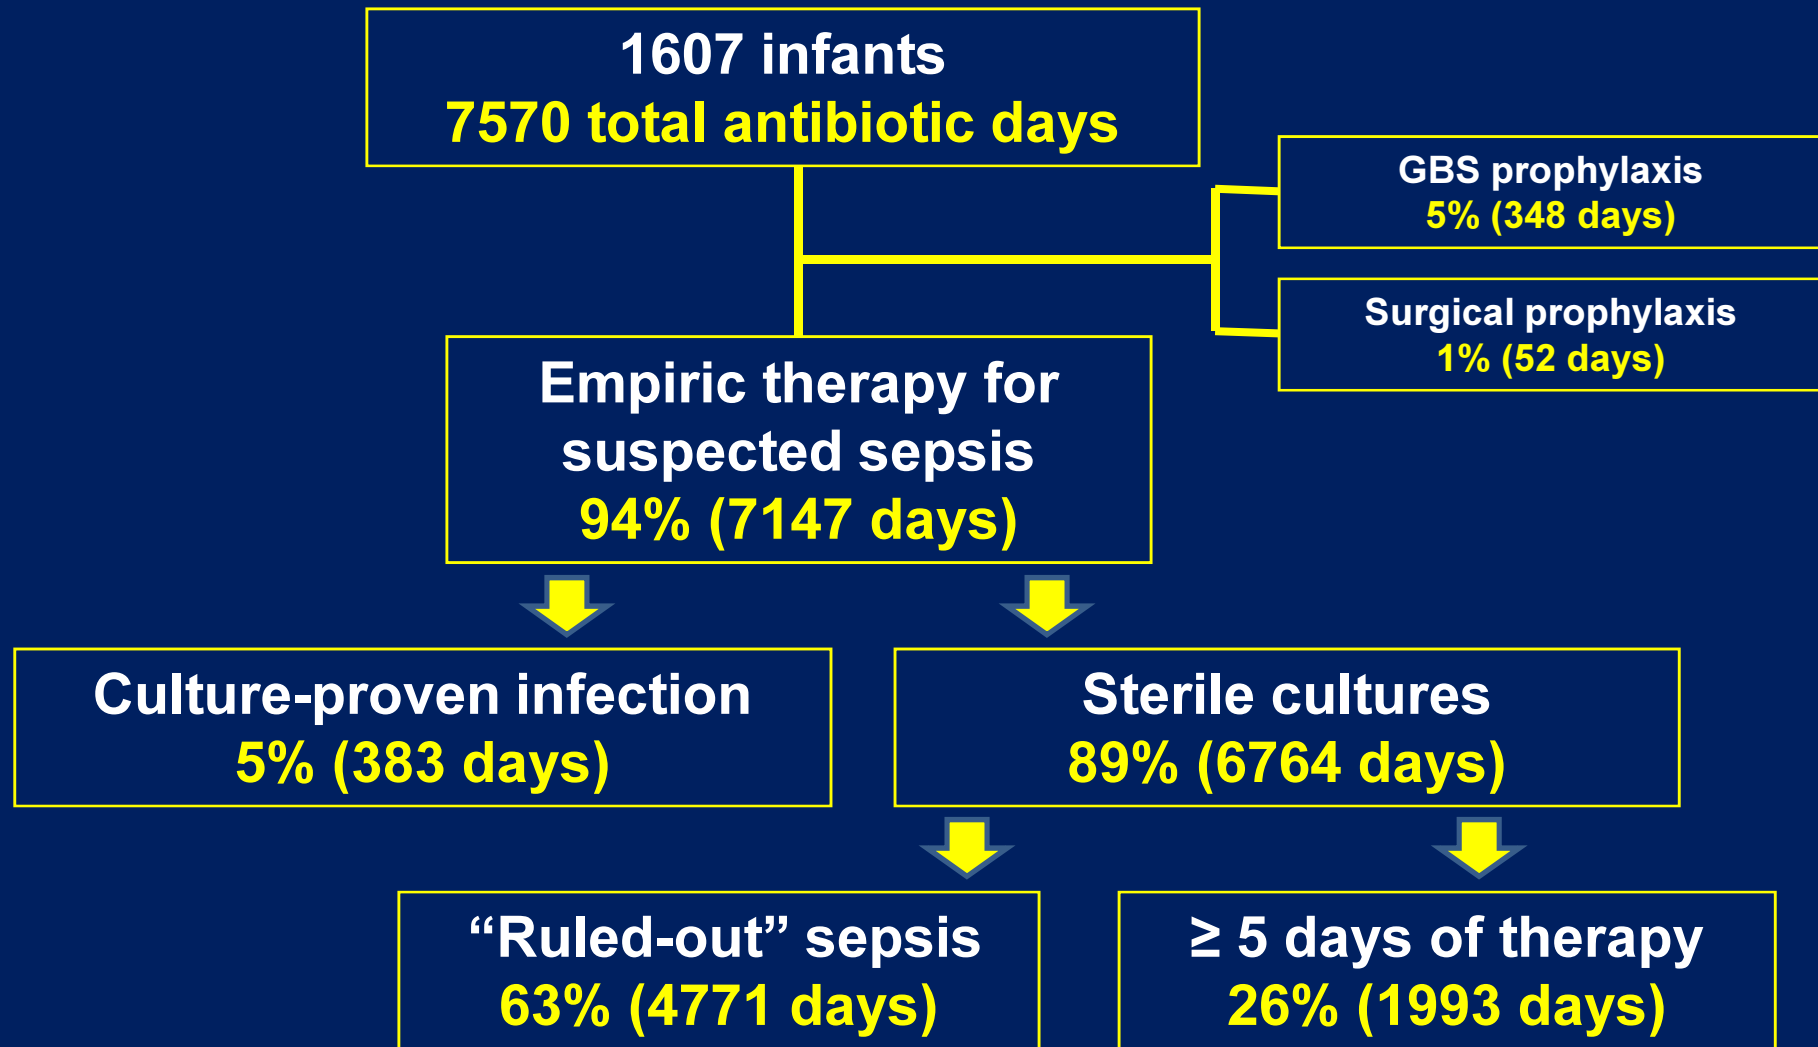 1607 infants
7570 total antibiotic days
GBS prophylaxis
5% (348 days)
Surgical prophylaxis
1% (52 days)
Empiric therapy for
suspected sepsis
94% (7147 days)
Culture-proven infection
5% (383 days)
Sterile cultures
89% (6764 days)
“Ruled-out” sepsis
63% (4771 days)
≥ 5 days of therapy
26% (1993 days)